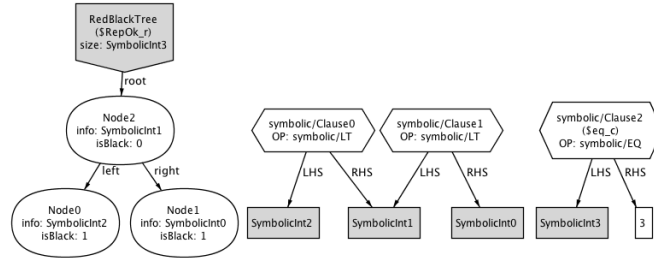 RedBlackTree
($RepOk_r)
size: SymbolicInt3
root
Node2
info: SymbolicInt1
isBlack: 0
left
right
Node0
info: SymbolicInt2
isBlack: 1
Node1
info: SymbolicInt0
isBlack: 1
symbolic/Clause0
OP: symbolic/LT
LHS
RHS
symbolic/Clause1
OP: symbolic/LT
LHS
RHS
SymbolicInt2
SymbolicInt1
SymbolicInt0
symbolic/Clause2
($eq_c)
OP: symbolic/EQ
LHS
RHS
SymbolicInt3
3